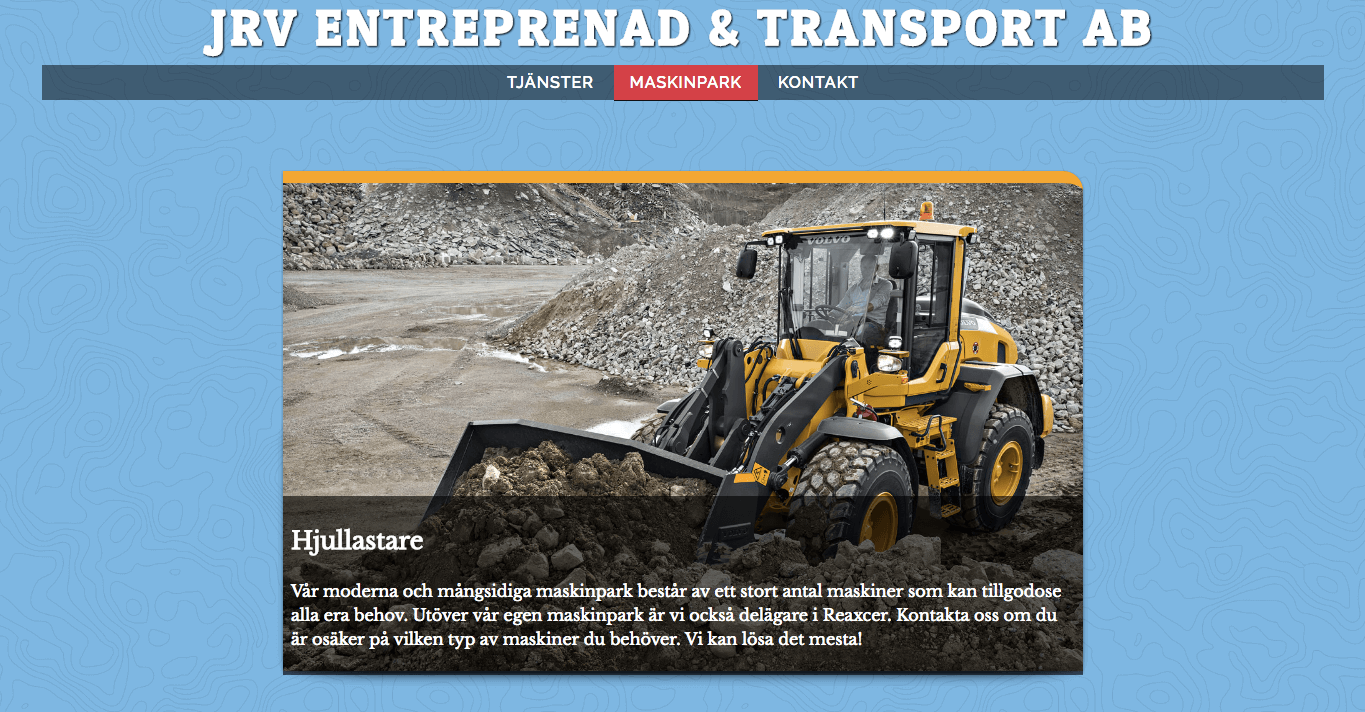 JRV ENTREPRENAD & TRANSPORT AB
TJÄNSTER MASKINPARK KONTAKT
VOLVO
Hjullastare
Vår moderna och mångsidiga maskinpark består av ett stort antal maskiner som kan tillgodose
alla era behov. Utöver vår egen maskinpark är vi också delägare i Reaxcer. Kontakta oss om du
är osäker på vilken typ av maskiner du behöver. Vi kan lösa det mesta!